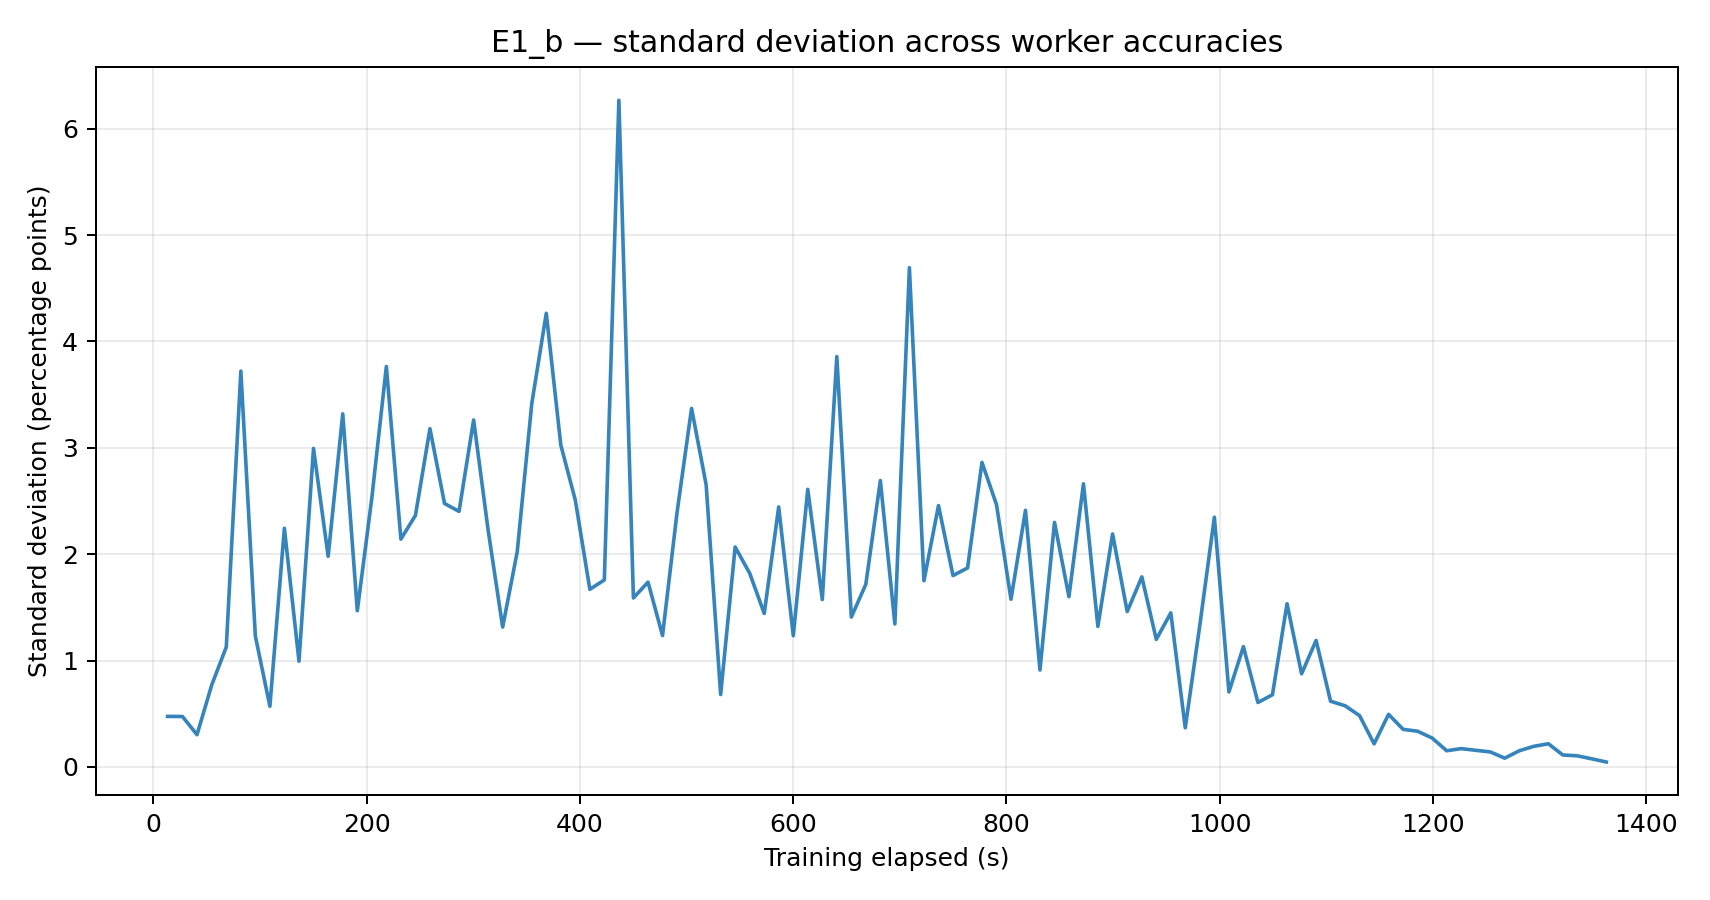 E1_b — standard deviation across worker accuracies
Standard deviation (percentage points)
6
5
4
3
2
1
0
0 200 400 600 800 1000 1200 1400
Training elapsed (s)